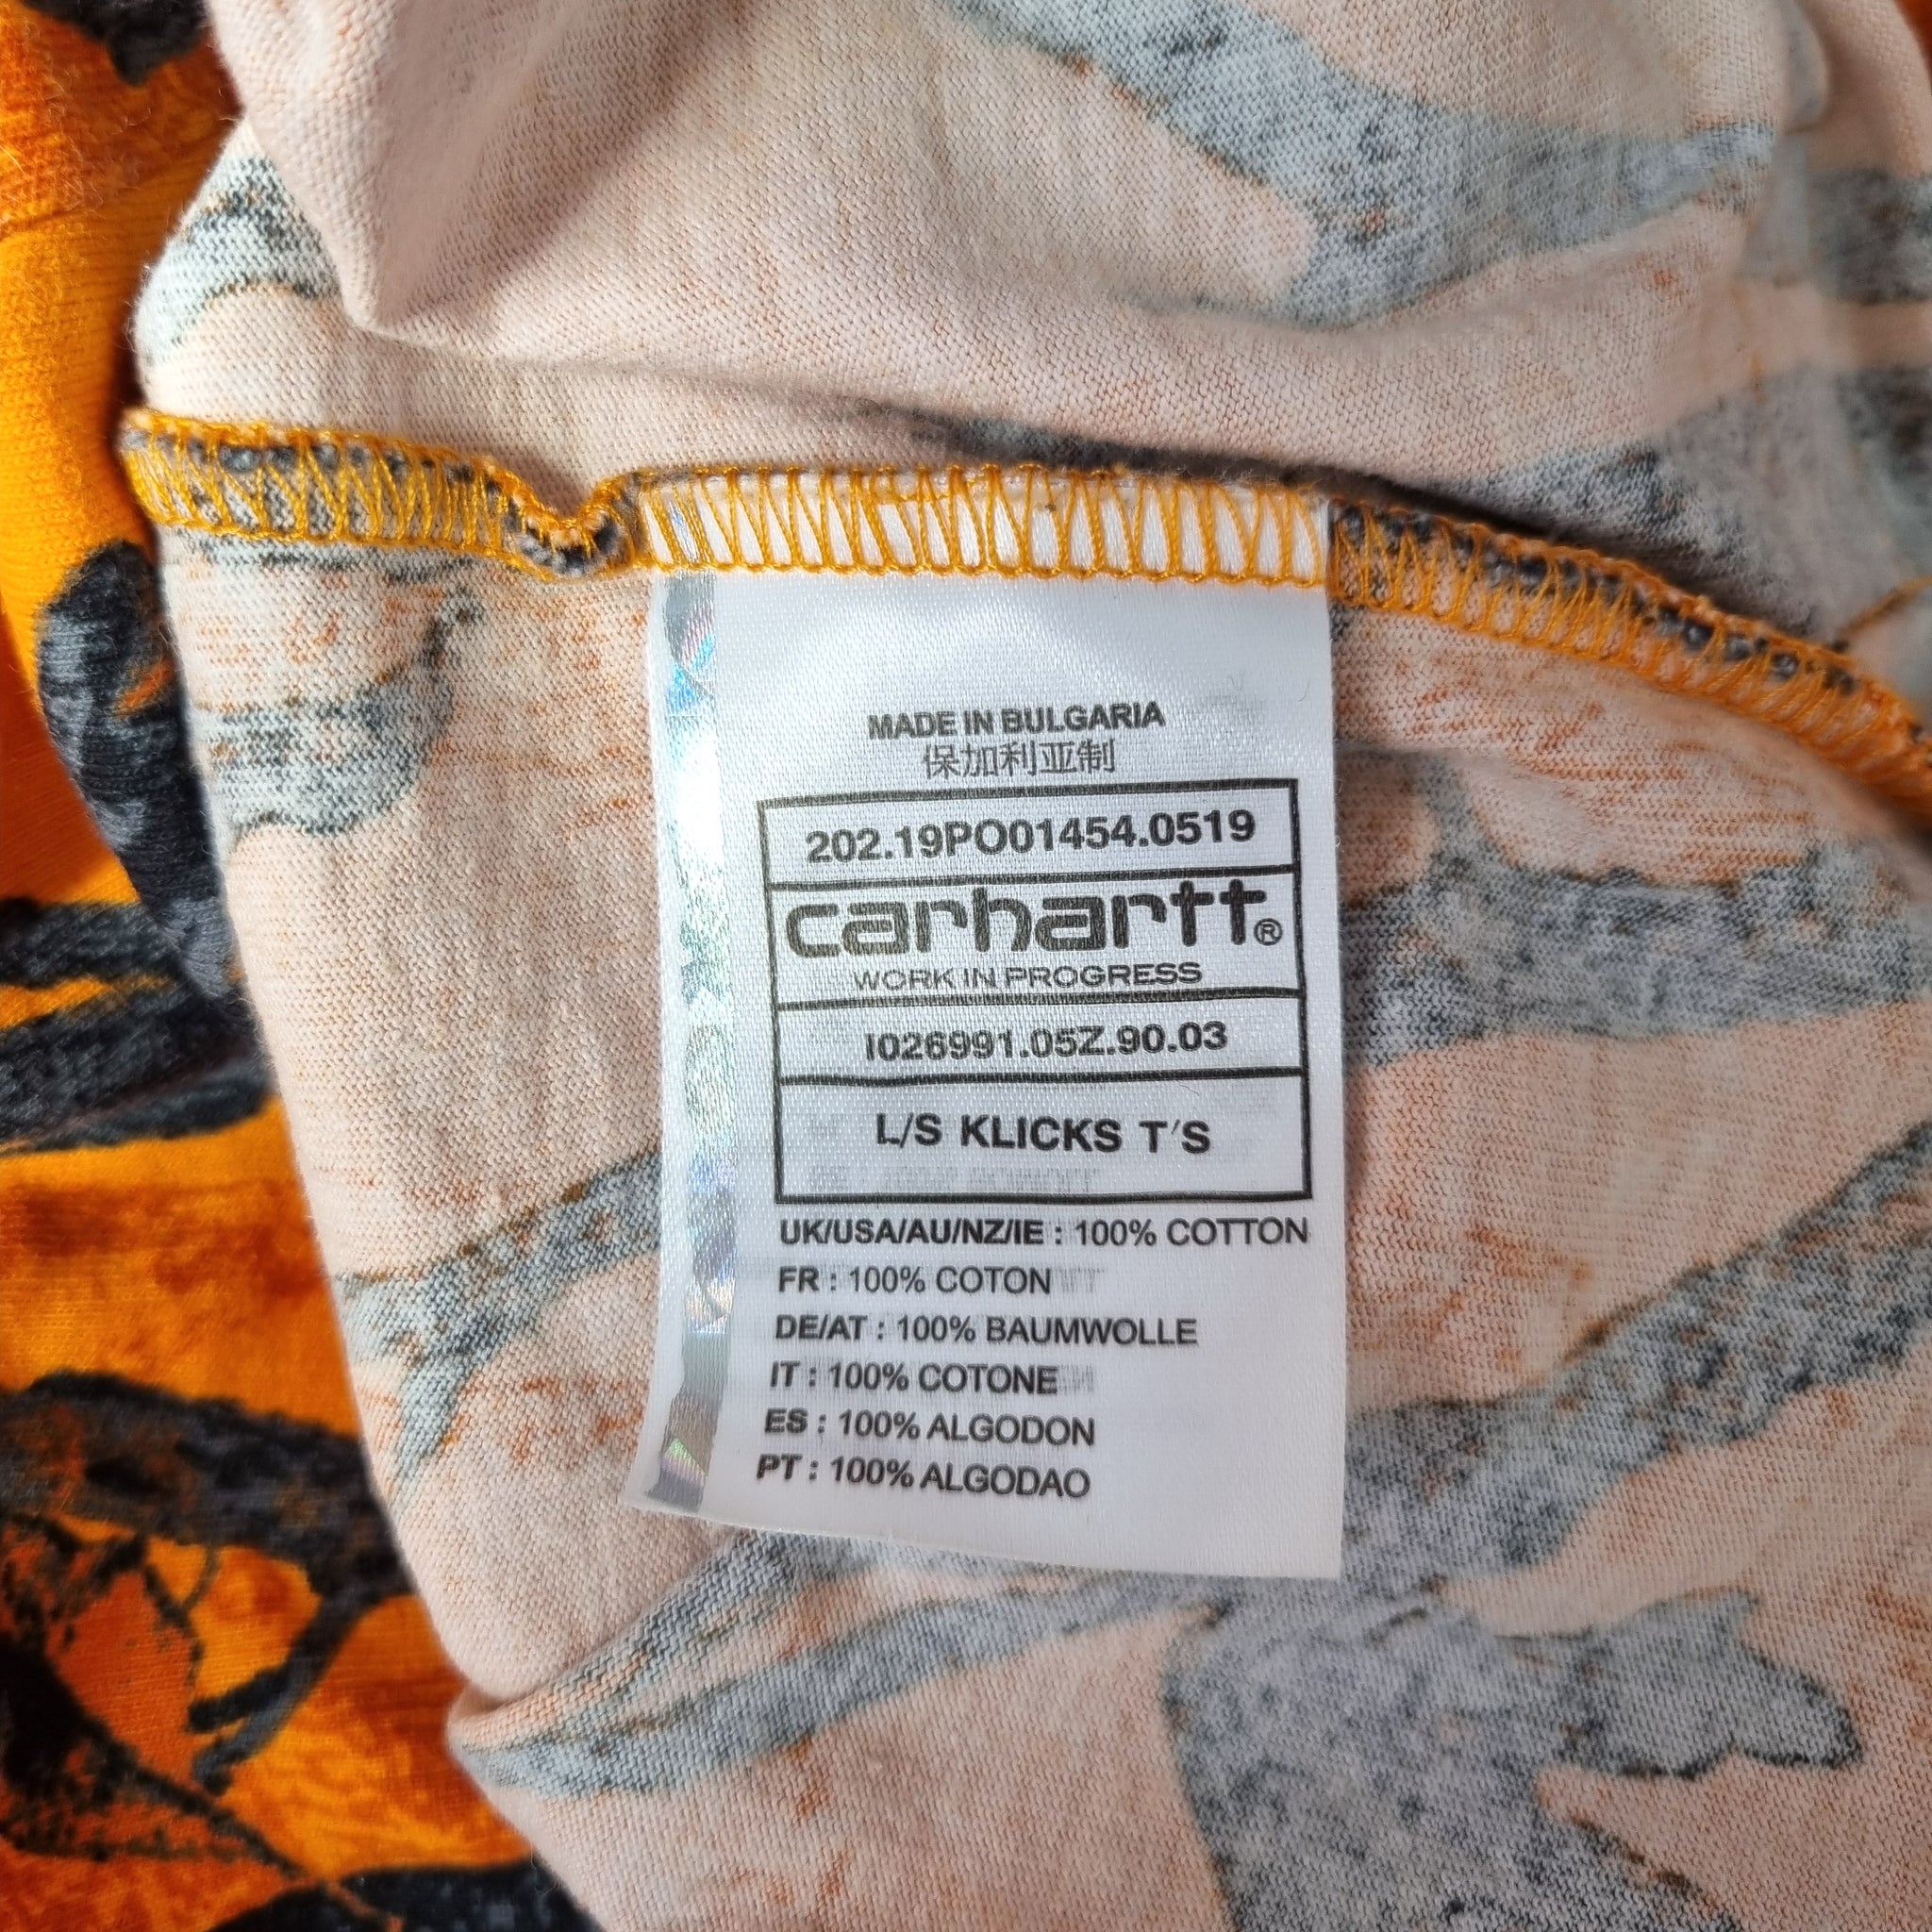 MADE IN BULGARIA
保加利亚制
202.19PO01454.0519
carhartt®
WORK IN PROGRESS
I026991.05Z.90.03
L/S KLICKS T'S
UK/USA/AU/NZ/IE : 100% COTTON
FR : 100% COTON
DE/AT : 100% BAUMWOLLE
IT : 100% COTONE
ES : 100% ALGODON
PT : 100% ALGODAO